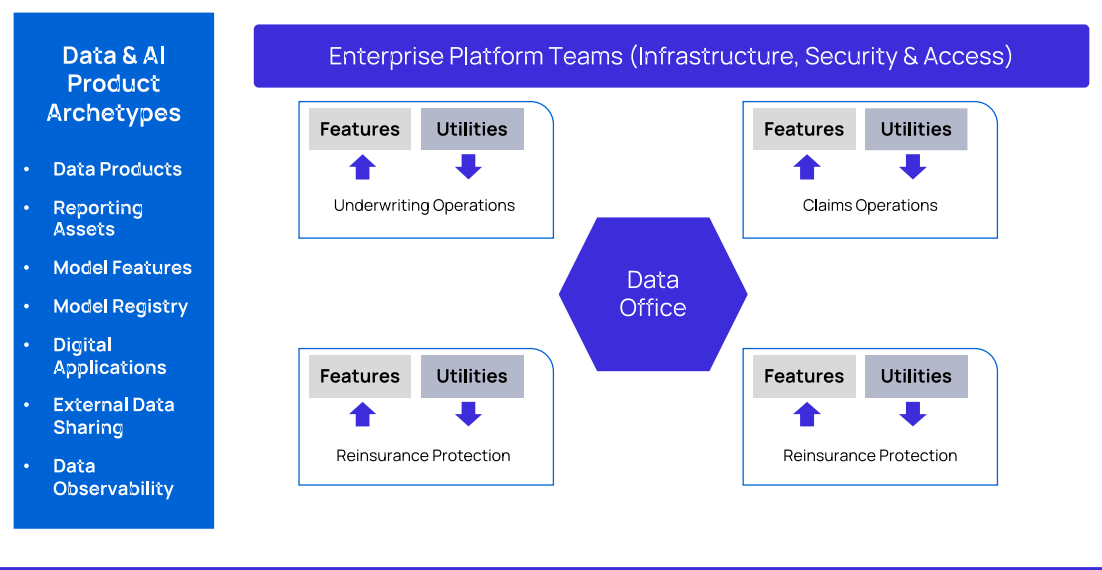 Data & AI
Product
Archetypes
• Data Products
• Reporting
Assets
• Model Features
• Model Registry
• Digital
Applications
• External Data
Sharing
• Data
Observability
Enterprise Platform Teams (Infrastructure, Security & Access)
Features Utilities
Underwriting Operations
Features Utilities
Claims Operations
Data
Office
Features Utilities
Reinsurance Protection
Features Utilities
Reinsurance Protection